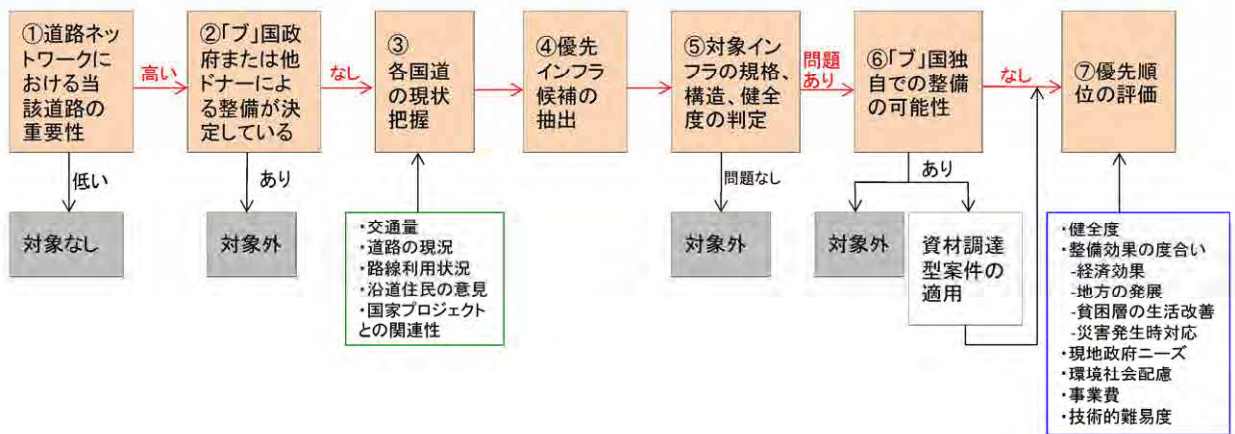 ①道路ネッ
トワークに
おける当
該道路の
重要性
高い
②「ブ」国政
府または他
ドナーによ
る整備が決
定している
なし
③
各国道
の現状
把握
④優先
インフラ
候補の
抽出
⑤対象イン
フラの規格、
構造、健全
度の判定
問題
あり
⑥「ブ」国独
自での整備
の可能性
なし
⑦優先順
位の評価
低い
対象なし
あり
対象外
・交通量
・道路の現況
・路線利用状況
・沿道住民の意見
・国家プロジェクト
との関連性
問題なし
対象外
あり
対象外
資材調達
型案件の
適用
・健全度
・整備効果の度合い
-経済効果
-地方の発展
-貧困層の生活改善
-災害発生時対応
・現地政府ニーズ
・環境社会配慮
・事業費
・技術的難易度